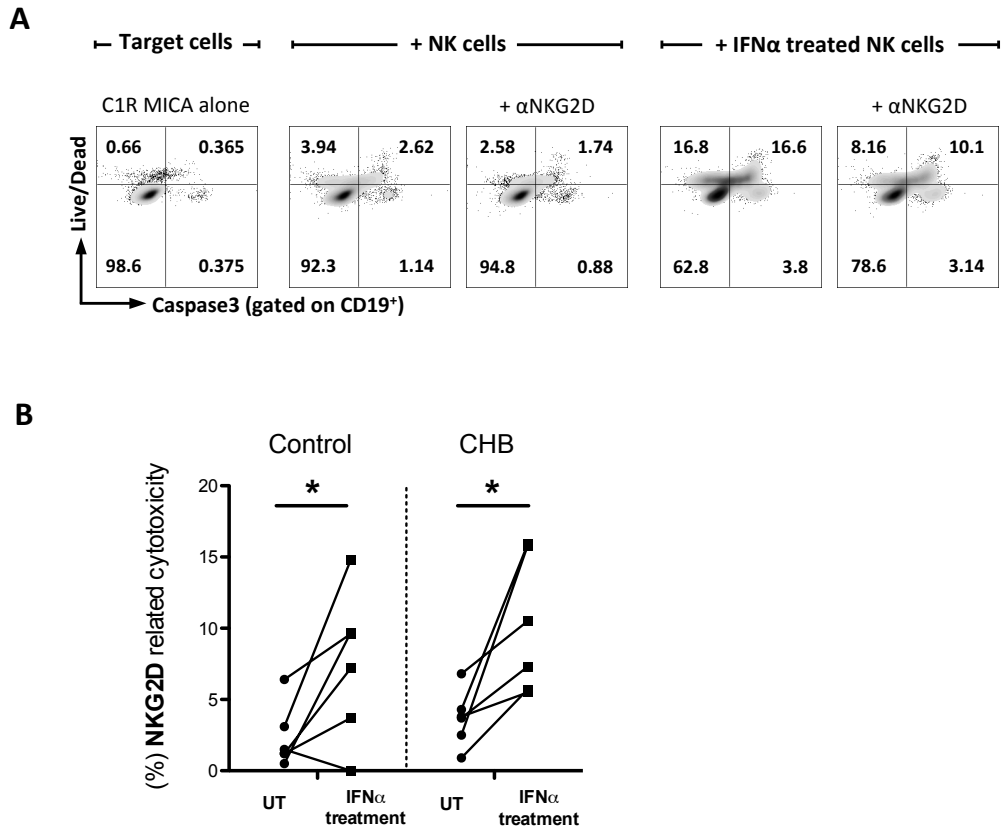 A
Target cells
+ NK cells
+ IFNα treated NK cells
C1R MICA alone
+ αNKG2D
+ αNKG2D
Live/Dead
0.66 0.365
98.6 0.375
3.94 2.62
92.3 1.14
2.58 1.74
94.8 0.88
16.8 16.6
62.8 3.8
8.16 10.1
78.6 3.14
Caspase3 (gated on CD19⁺)
B
Control
CHB
(%) NKG2D related cytotoxicity
20
15
10
5
0
*
*
UT
IFNα
treatment
UT
IFNα
treatment